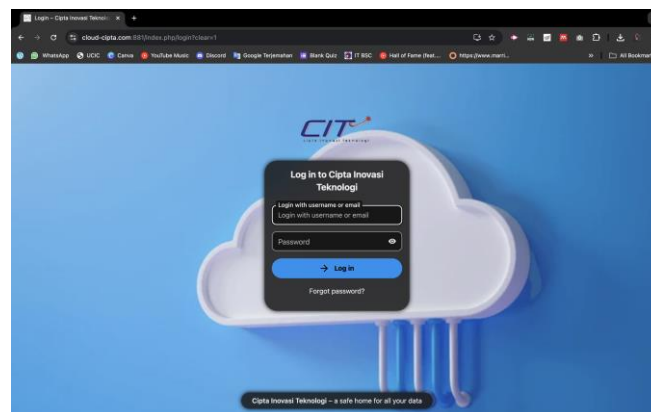 Login – Cipta Inovasi Teknolo
cloud-cipta.com:881/index.php/login?clear=1
WhatsApp
UCIC
Canva
YouTube Music
Discord
Google Terjemahan
Blank Quiz
IT BSC
Hall of Fame (feat....
https://www.marri...
All Bookmar
CIT
Cipta Inovasi Teknologi
Log in to Cipta Inovasi
Teknologi
Login with username or email
Login with username or email
Password
Log in
Forgot password?
Cipta Inovasi Teknologi – a safe home for all your data